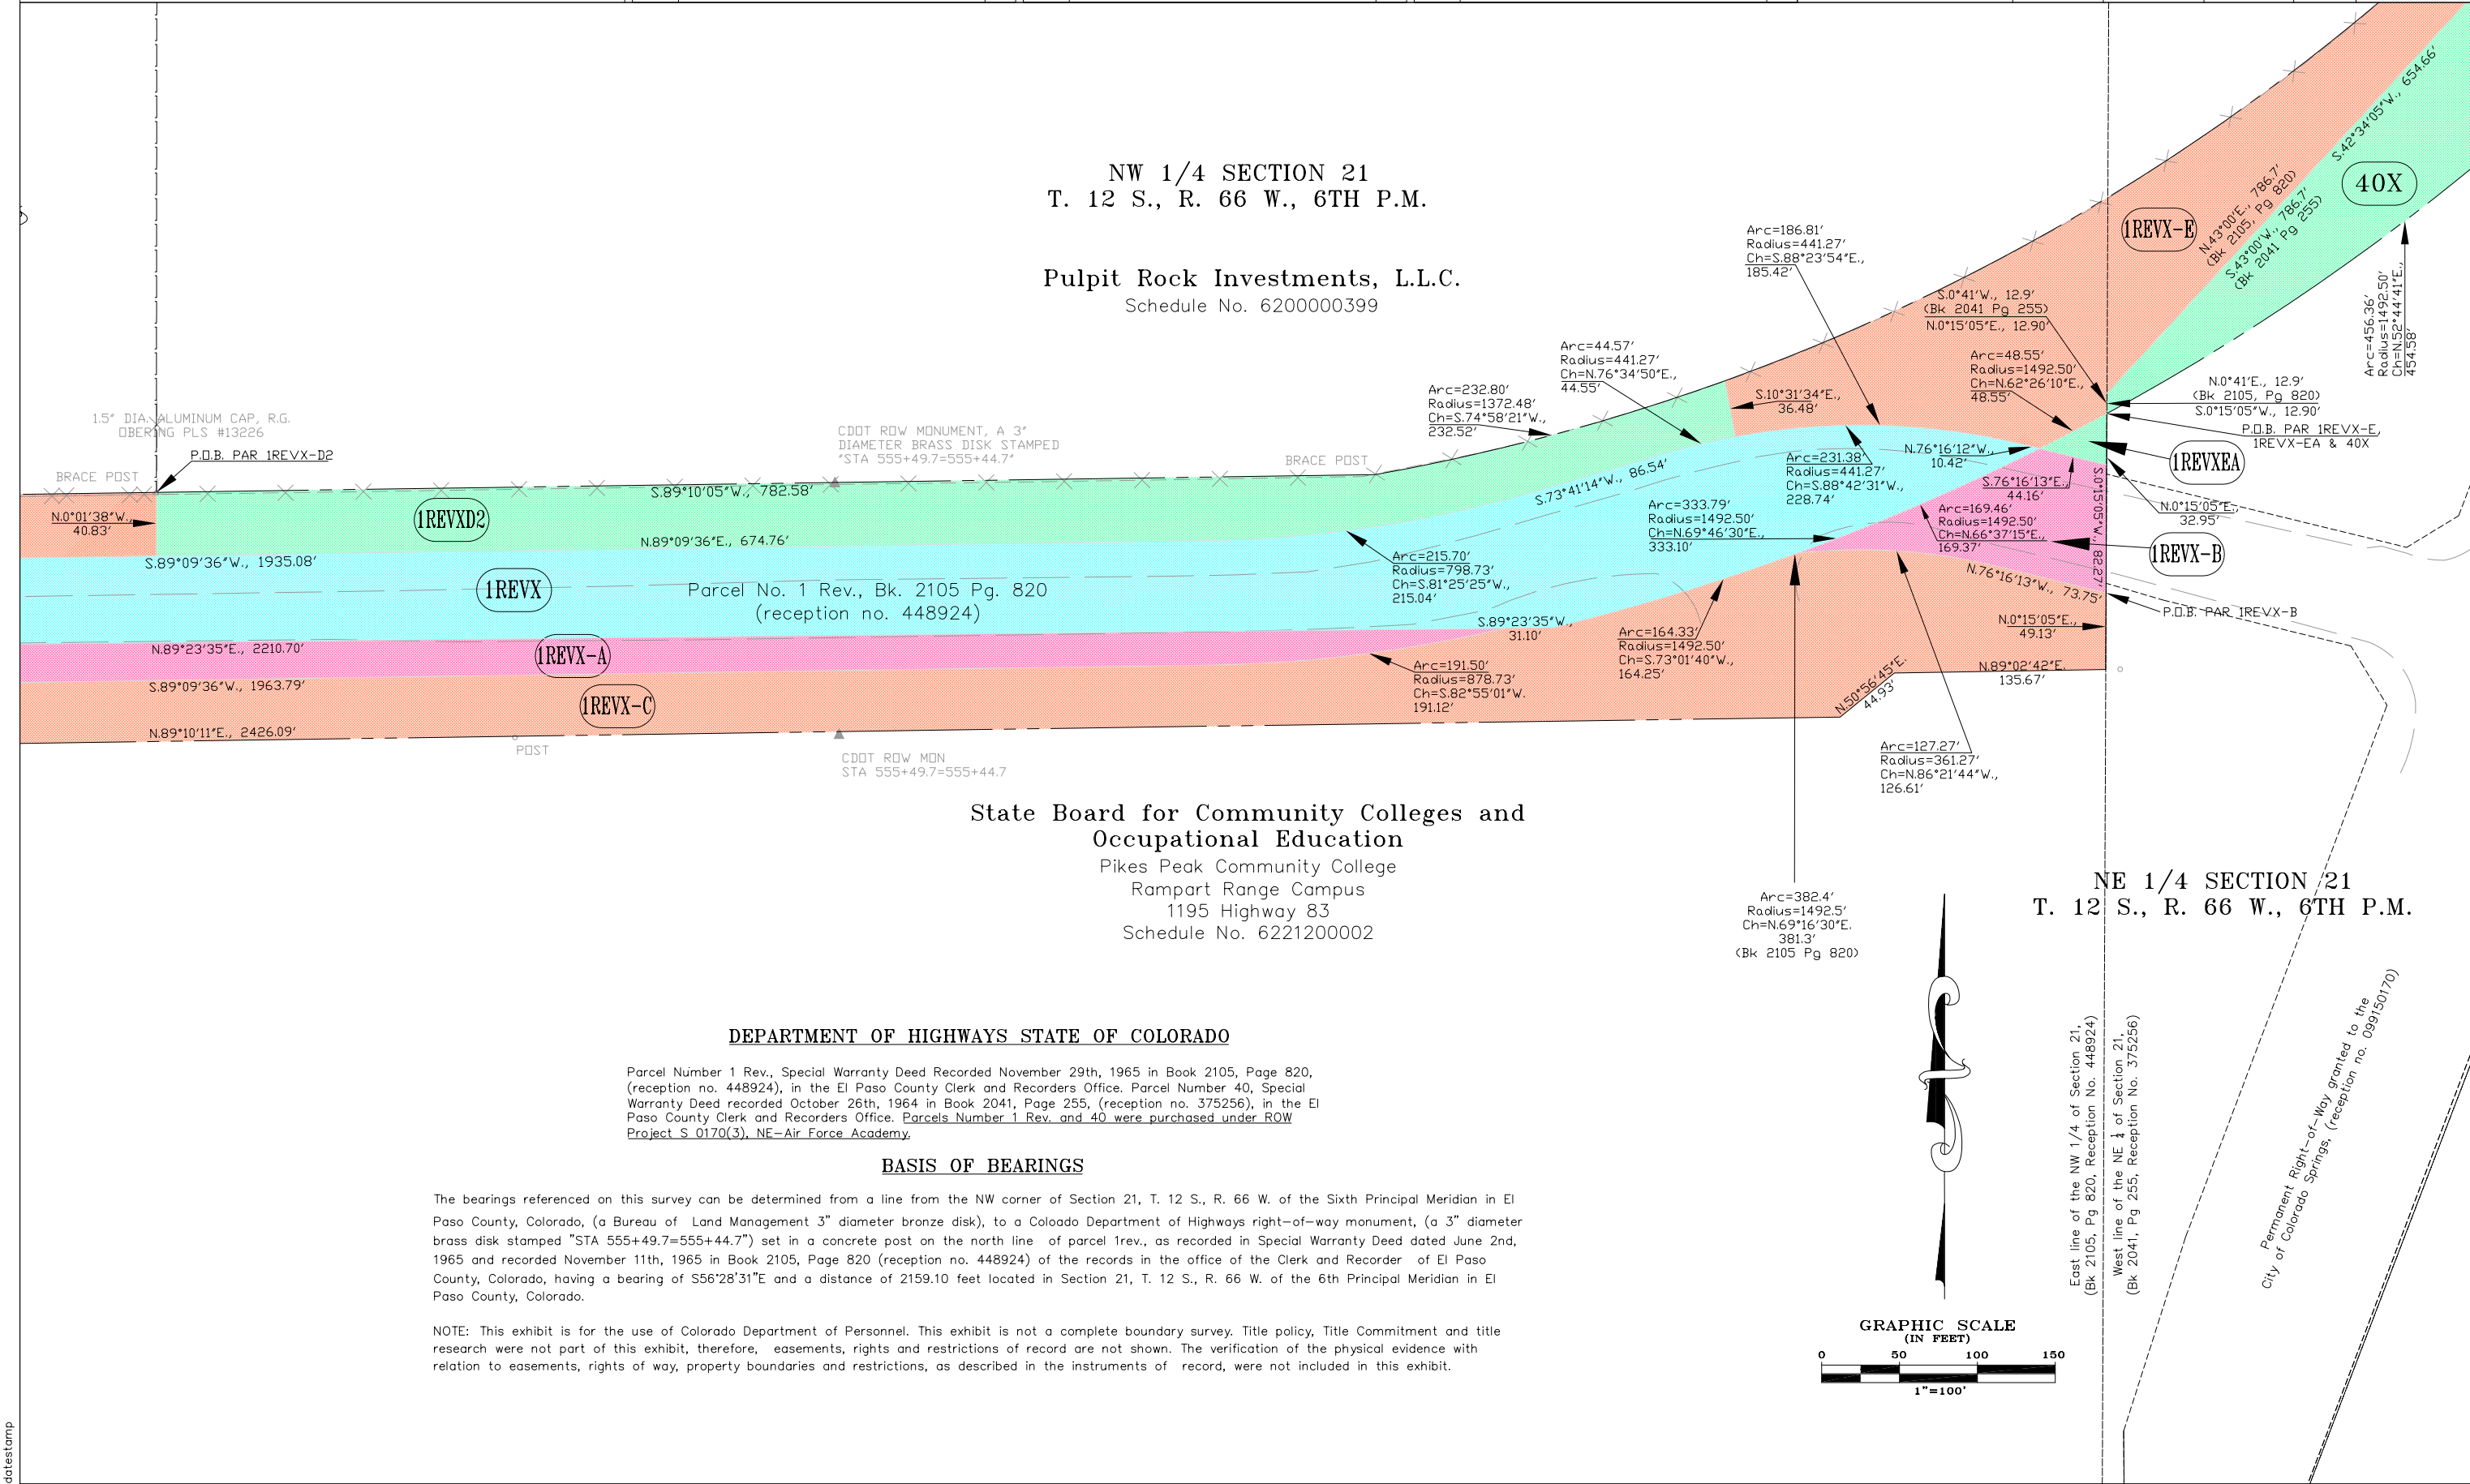 NW 1/4 SECTION 21
T. 12 S., R. 66 W., 6TH P.M.
Pulpit Rock Investments, L.L.C.
Schedule No. 6200000399
S.42°34'05"W., 654.66'
40X
1REVX-E
N.43°00'E., 786.7'
(Bk 2105, Pg 820)
S.43°00'W., 786.7'
(Bk 2041 Pg 255)
Arc=456.36'
Radius=1492.50'
Ch=N.52°44'41"E.,
454.58'
Arc=186.81'
Radius=441.27'
Ch=S.88°23'54"E.,
185.42'
S.0°41'W., 12.9'
(Bk 2041 Pg 255)
N.0°15'05"E., 12.90'
Arc=44.57'
Radius=441.27'
Ch=N.76°34'50"E.,
44.55'
Arc=48.55'
Radius=1492.50'
Ch=N.62°26'10"E.,
48.55'
N.0°41'E., 12.9'
(Bk 2105, Pg 820)
S.0°15'05"W., 12.90'
P.O.B. PAR 1REVX-E,
1REVX-EA & 40X
Arc=232.80'
Radius=1372.48'
Ch=S.74°58'21"W.,
232.52'
S.10°31'34"E.,
36.48'
1.5" DIA. ALUMINUM CAP, R.G.
OBERING PLS #13226
P.O.B. PAR 1REVX-D2
BRACE POST
CDOT ROW MONUMENT, A 3"
DIAMETER BRASS DISK STAMPED
"STA 555+49.7=555+44.7"
BRACE POST
N.76°16'12"W.,
10.42'
Arc=231.38'
Radius=441.27'
Ch=S.88°42'31"W.,
228.74'
1REVXEA
S.76°16'13"E.,
44.16'
S.0°15'05"W., 82.27'
N.0°15'05"E.,
32.95'
S.73°41'14"W., 86.54'
S.89°10'05"W., 782.58'
1REVXD2
N.0°01'38"W.,
40.83'
Arc=333.79'
Radius=1492.50'
Ch=N.69°46'30"E.,
333.10'
Arc=169.46'
Radius=1492.50'
Ch=N.66°37'15"E.,
169.37'
1REVX-B
N.89°09'36"E., 674.76'
S.89°09'36"W., 1935.08'
Arc=215.70'
Radius=798.73'
Ch=S.81°25'25"W.,
215.04'
1REVX
Parcel No. 1 Rev., Bk. 2105 Pg. 820
(reception no. 448924)
N.76°16'13"W., 73.75'
P.O.B. PAR 1REVX-B
N.0°15'05"E.,
49.13'
S.89°23'35"W.,
31.10'
Arc=164.33'
Radius=1492.50'
Ch=S.73°01'40"W.,
164.25'
N.89°23'35"E., 2210.70'
1REVX-A
Arc=191.50'
Radius=878.73'
Ch=S.82°55'01"W.
191.12'
N.89°02'42"E.
135.67'
N.50°56'45"E.
44.93'
S.89°09'36"W., 1963.79'
1REVX-C
N.89°10'11"E., 2426.09'
POST
CDOT ROW MON
STA 555+49.7=555+44.7
Arc=127.27'
Radius=361.27'
Ch=N.86°21'44"W.,
126.61'
State Board for Community Colleges and
Occupational Education
Pikes Peak Community College
Rampart Range Campus
1195 Highway 83
Schedule No. 6221200002
Arc=382.4'
Radius=1492.5'
Ch=N.69°16'30"E.
381.3'
(Bk 2105 Pg 820)
NE 1/4 SECTION 21
T. 12 S., R. 66 W., 6TH P.M.
DEPARTMENT OF HIGHWAYS STATE OF COLORADO
Parcel Number 1 Rev., Special Warranty Deed Recorded November 29th, 1965 in Book 2105, Page 820,
(reception no. 448924), in the El Paso County Clerk and Recorders Office. Parcel Number 40, Special
Warranty Deed recorded October 26th, 1964 in Book 2041, Page 255, (reception no. 375256), in the El
Paso County Clerk and Recorders Office. Parcels Number 1 Rev. and 40 were purchased under ROW
Project S 0170(3), NE-Air Force Academy.
BASIS OF BEARINGS
The bearings referenced on this survey can be determined from a line from the NW corner of Section 21, T. 12 S., R. 66 W. of the Sixth Principal Meridian in El
Paso County, Colorado, (a Bureau of Land Management 3" diameter bronze disk), to a Coloado Department of Highways right-of-way monument, (a 3" diameter
brass disk stamped "STA 555+49.7=555+44.7") set in a concrete post on the north line of parcel 1rev., as recorded in Special Warranty Deed dated June 2nd,
1965 and recorded November 11th, 1965 in Book 2105, Page 820 (reception no. 448924) of the records in the office of the Clerk and Recorder of El Paso
County, Colorado, having a bearing of S56°28'31"E and a distance of 2159.10 feet located in Section 21, T. 12 S., R. 66 W. of the 6th Principal Meridian in El
Paso County, Colorado.
NOTE: This exhibit is for the use of Colorado Department of Personnel. This exhibit is not a complete boundary survey. Title policy, Title Commitment and title
research were not part of this exhibit, therefore, easements, rights and restrictions of record are not shown. The verification of the physical evidence with
relation to easements, rights of way, property boundaries and restrictions, as described in the instruments of record, were not included in this exhibit.
East line of the NW 1/4 of Section 21,
(Bk 2105, Pg 820, Reception No. 448924)
West line of the NE ¼ of Section 21,
(Bk 2041, Pg 255, Reception No. 375256)
Permanent Right-of-Way granted to the
City of Colorado Springs, (reception no. 099150170)
GRAPHIC SCALE
(IN FEET)
0 50 100 150
1"=100'
datestamp